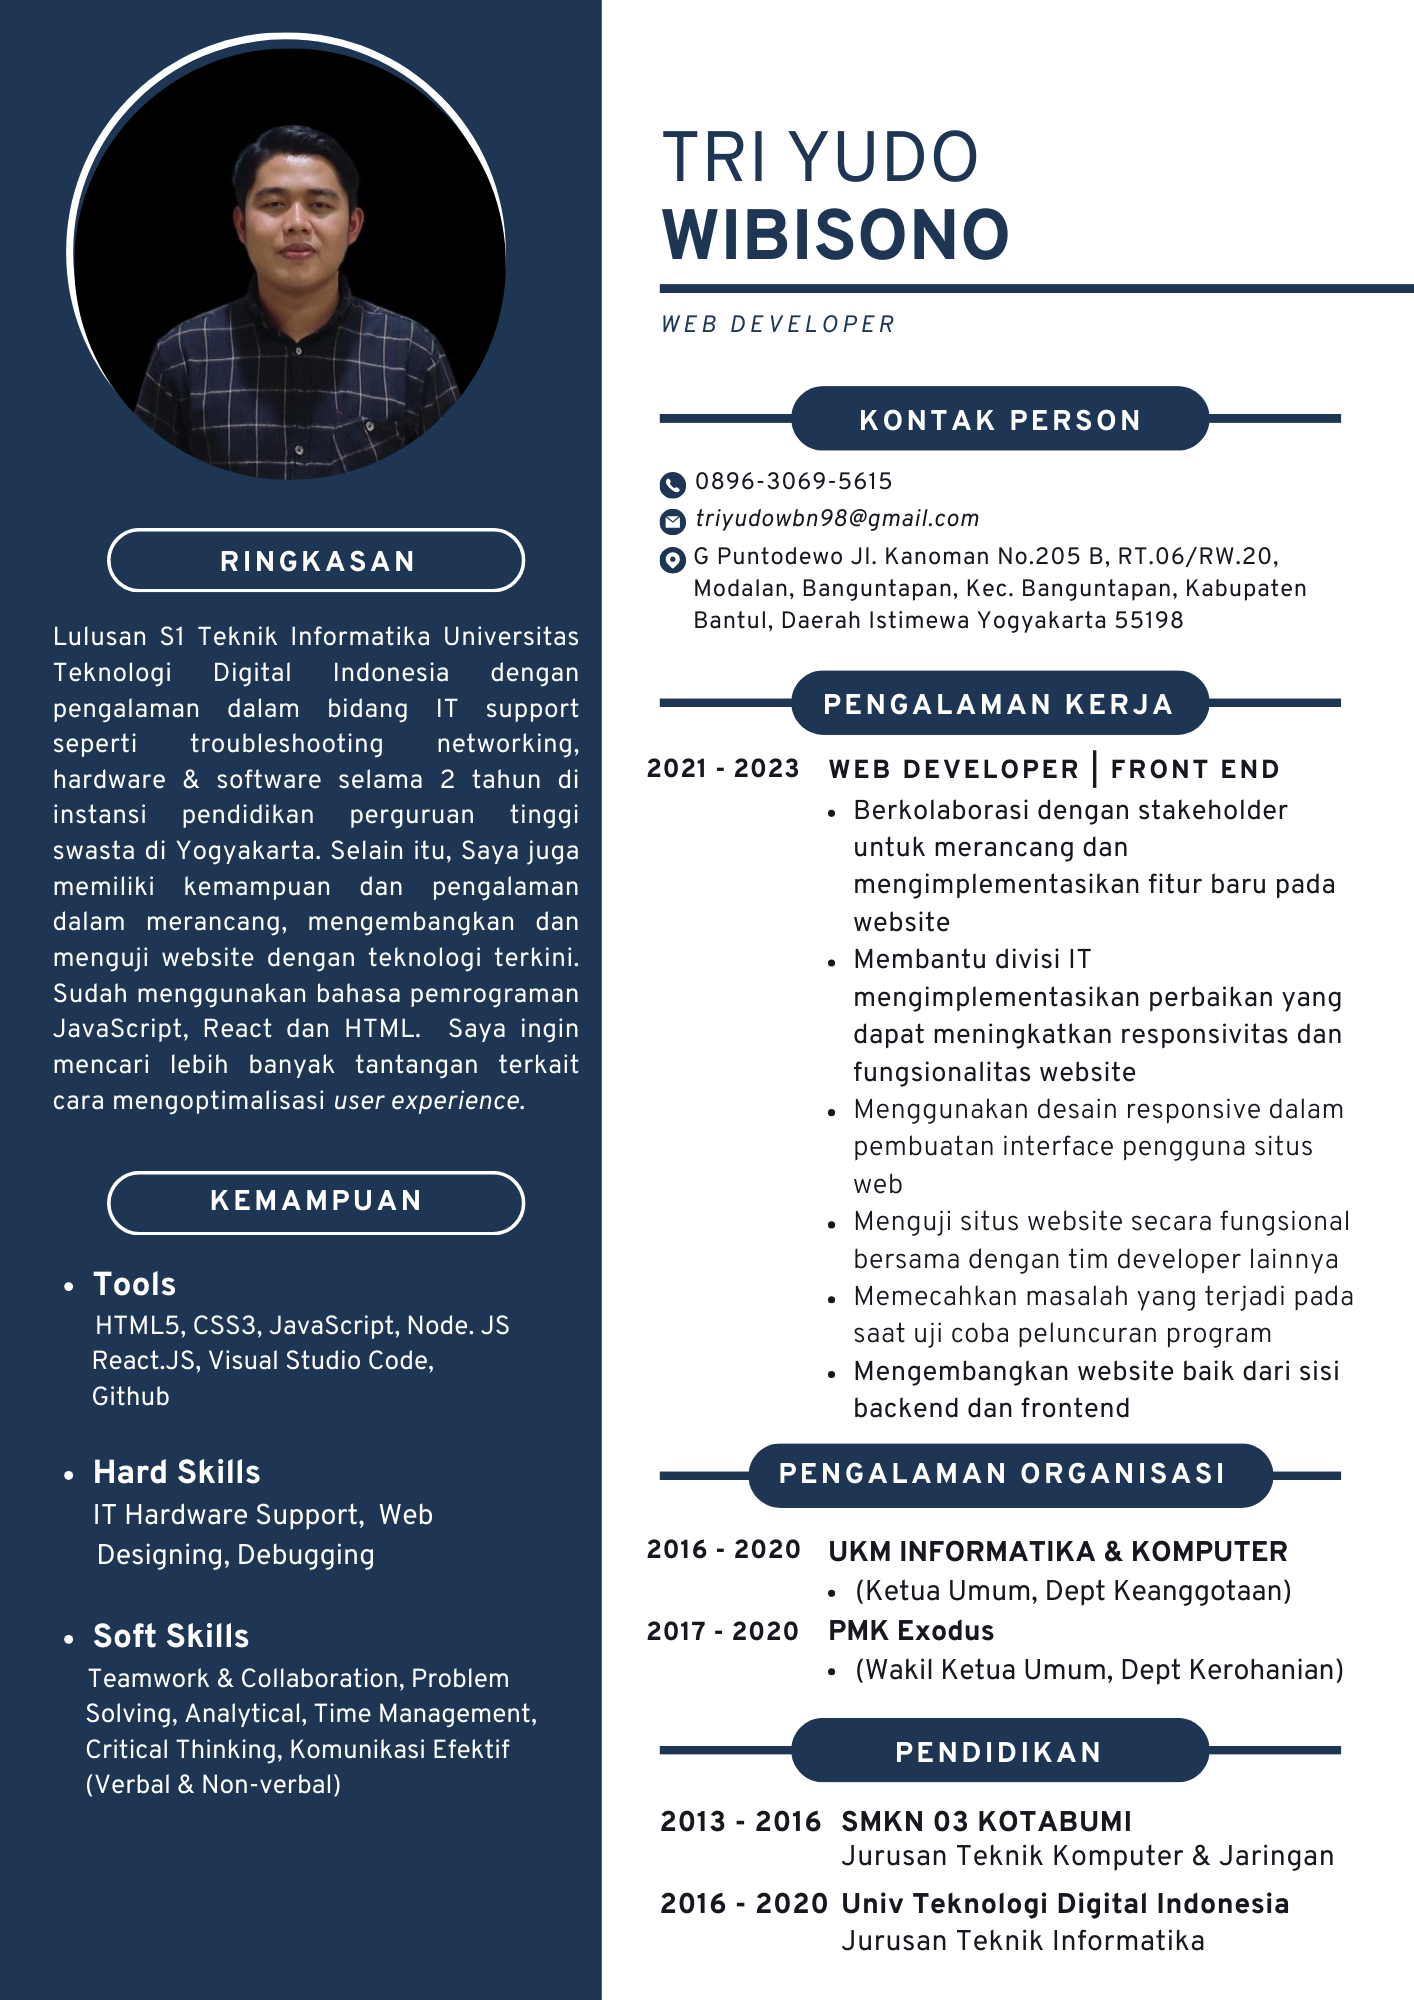 TRI YUDO
WIBISONO
WEB DEVELOPER
RINGKASAN
Lulusan S1 Teknik Informatika Universitas
Teknologi Digital Indonesia dengan
pengalaman dalam bidang IT support
seperti troubleshooting networking,
hardware & software selama 2 tahun di
instansi pendidikan perguruan tinggi
swasta di Yogyakarta. Selain itu, Saya juga
memiliki kemampuan dan pengalaman
dalam merancang, mengembangkan dan
menguji website dengan teknologi terkini.
Sudah menggunakan bahasa pemrograman
JavaScript, React dan HTML. Saya ingin
mencari lebih banyak tantangan terkait
cara mengoptimalisasi user experience.
KEMAMPUAN
• Tools
HTML5, CSS3, JavaScript, Node. JS
React.JS, Visual Studio Code,
Github
• Hard Skills
IT Hardware Support, Web
Designing, Debugging
• Soft Skills
Teamwork & Collaboration, Problem
Solving, Analytical, Time Management,
Critical Thinking, Komunikasi Efektif
(Verbal & Non-verbal)
KONTAK PERSON
0896-3069-5615
triyudowbn98@gmail.com
G Puntodewo Jl. Kanoman No.205 B, RT.06/RW.20,
Modalan, Banguntapan, Kec. Banguntapan, Kabupaten
Bantul, Daerah Istimewa Yogyakarta 55198
PENGALAMAN KERJA
2021 - 2023 WEB DEVELOPER | FRONT END
• Berkolaborasi dengan stakeholder
untuk merancang dan
mengimplementasikan fitur baru pada
website
• Membantu divisi IT
mengimplementasikan perbaikan yang
dapat meningkatkan responsivitas dan
fungsionalitas website
• Menggunakan desain responsive dalam
pembuatan interface pengguna situs
web
• Menguji situs website secara fungsional
bersama dengan tim developer lainnya
• Memecahkan masalah yang terjadi pada
saat uji coba peluncuran program
• Mengembangkan website baik dari sisi
backend dan frontend
PENGALAMAN ORGANISASI
2016 - 2020 UKM INFORMATIKA & KOMPUTER
• (Ketua Umum, Dept Keanggotaan)
2017 - 2020 PMK Exodus
• (Wakil Ketua Umum, Dept Kerohanian)
PENDIDIKAN
2013 - 2016 SMKN 03 KOTABUMI
Jurusan Teknik Komputer & Jaringan
2016 - 2020 Univ Teknologi Digital Indonesia
Jurusan Teknik Informatika